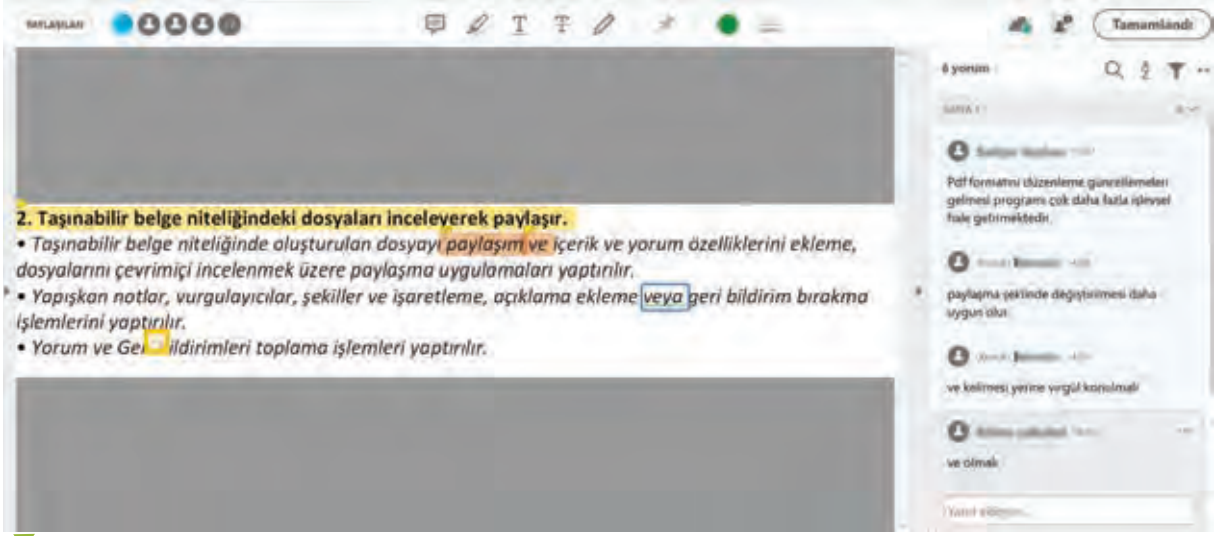 PAYLAŞILAN
Tamamlandı
6 yorum
SAYFA 1
2. Taşınabilir belge niteliğindeki dosyaları inceleyerek paylaşır.
• Taşınabilir belge niteliğinde oluşturulan dosyayı paylaşım ve içerik ve yorum özelliklerini ekleme,
dosyalarını çevrimiçi incelenmek üzere paylaşma uygulamaları yaptırılır.
• Yapışkan notlar, vurgulayıcılar, şekiller ve işaretleme, açıklama ekleme veya geri bildirim bırakma
işlemlerini yaptırılır.
• Yorum ve Ge ildirimleri toplama işlemleri yaptırılır.
Pdf formatını düzenleme güncellemeleri
gelmesi programı çok daha fazla işlevsel
hale getirmektedir.
paylaşma şeklinde değiştirilmesi daha
uygun olur.
ve kelimesi yerine virgül konulmalı
ve olmalı